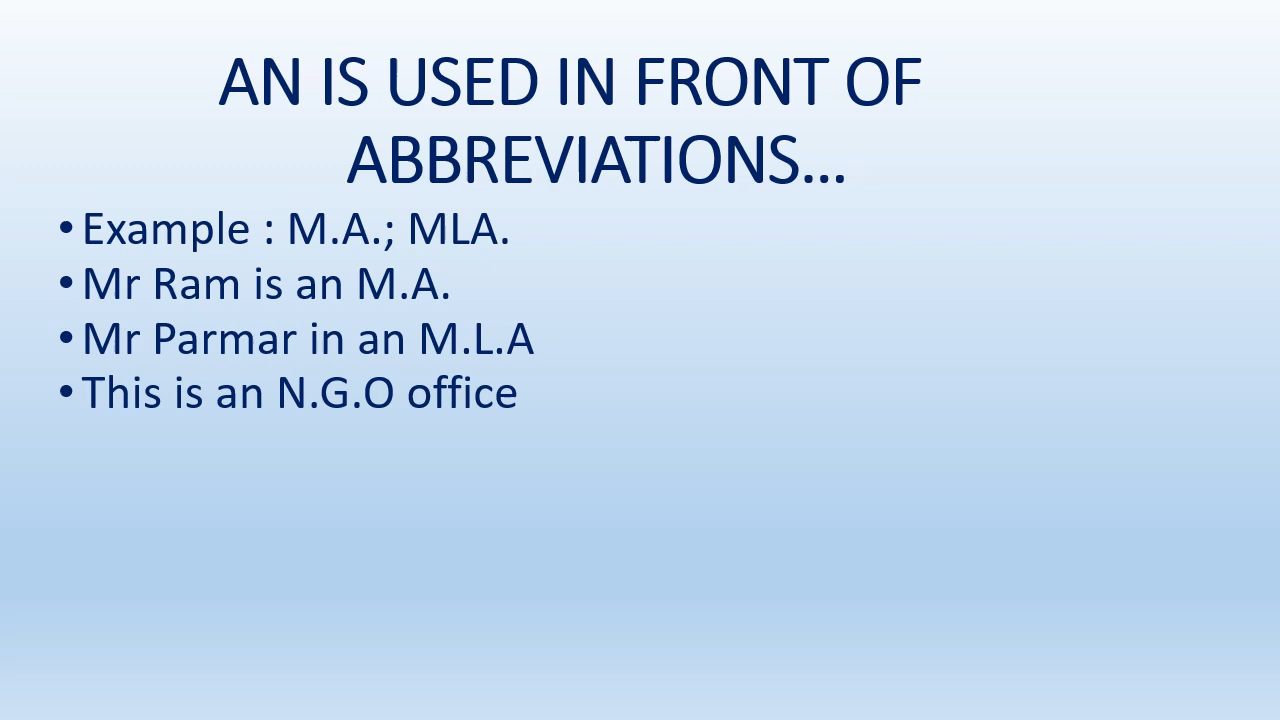 AN IS USED IN FRONT OF
ABBREVIATIONS...
• Example : M.A.; MLA.
• Mr Ram is an M.A.
• Mr Parmar in an M.L.A
• This is an N.G.O office